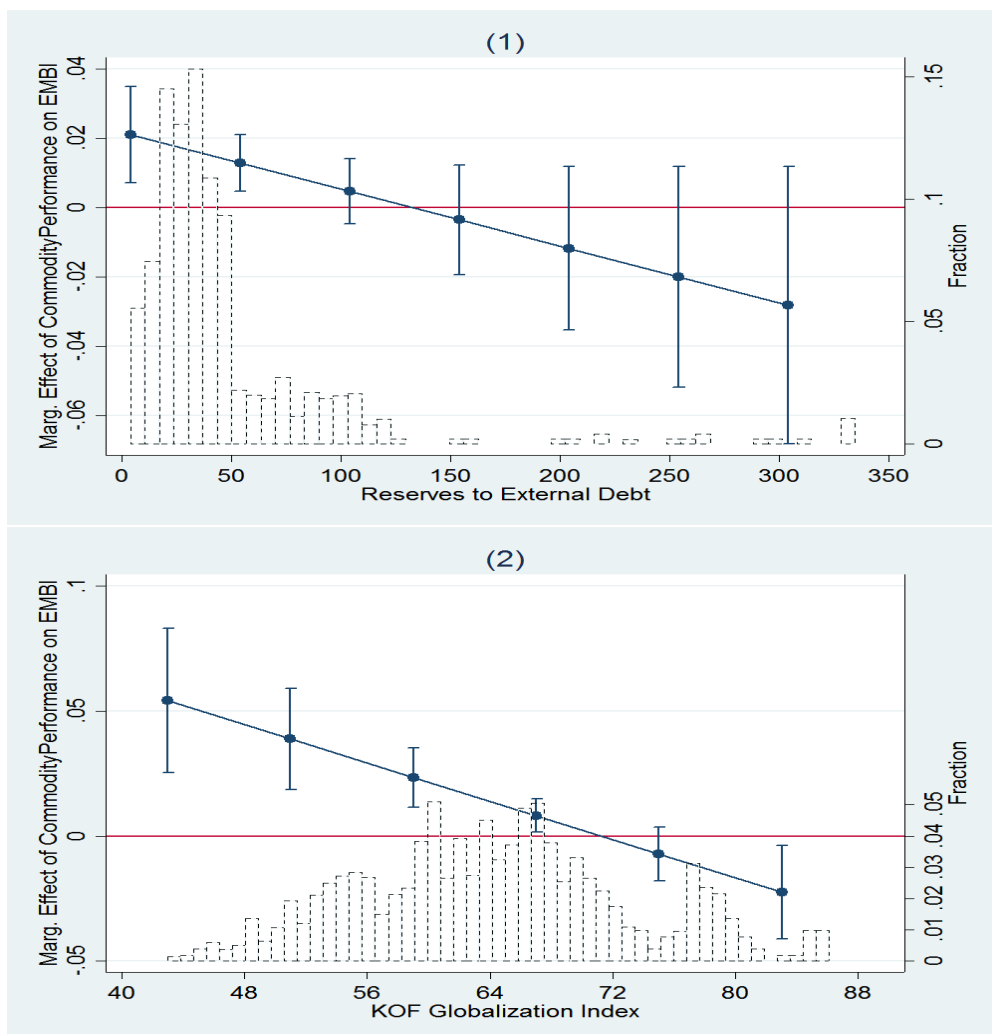 (1)
Marg. Effect of CommodityPerformance on EMBI
.04
.02
0
-.02
-.04
-.06
.15
.1
.05
0
Fraction
0 50 100 150 200 250 300 350
Reserves to External Debt
(2)
Marg. Effect of CommodityPerformance on EMBI
.1
.05
0
-.05
.05
.04
.03
.02
.01
0
Fraction
40 48 56 64 72 80 88
KOF Globalization Index